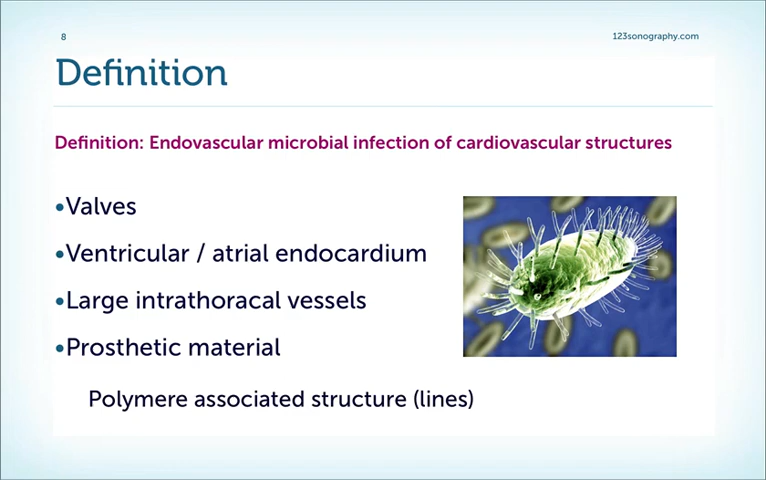 8
123sonography.com
Definition
Definition: Endovascular microbial infection of cardiovascular structures
•Valves
•Ventricular / atrial endocardium
•Large intrathoracal vessels
•Prosthetic material
Polymere associated structure (lines)